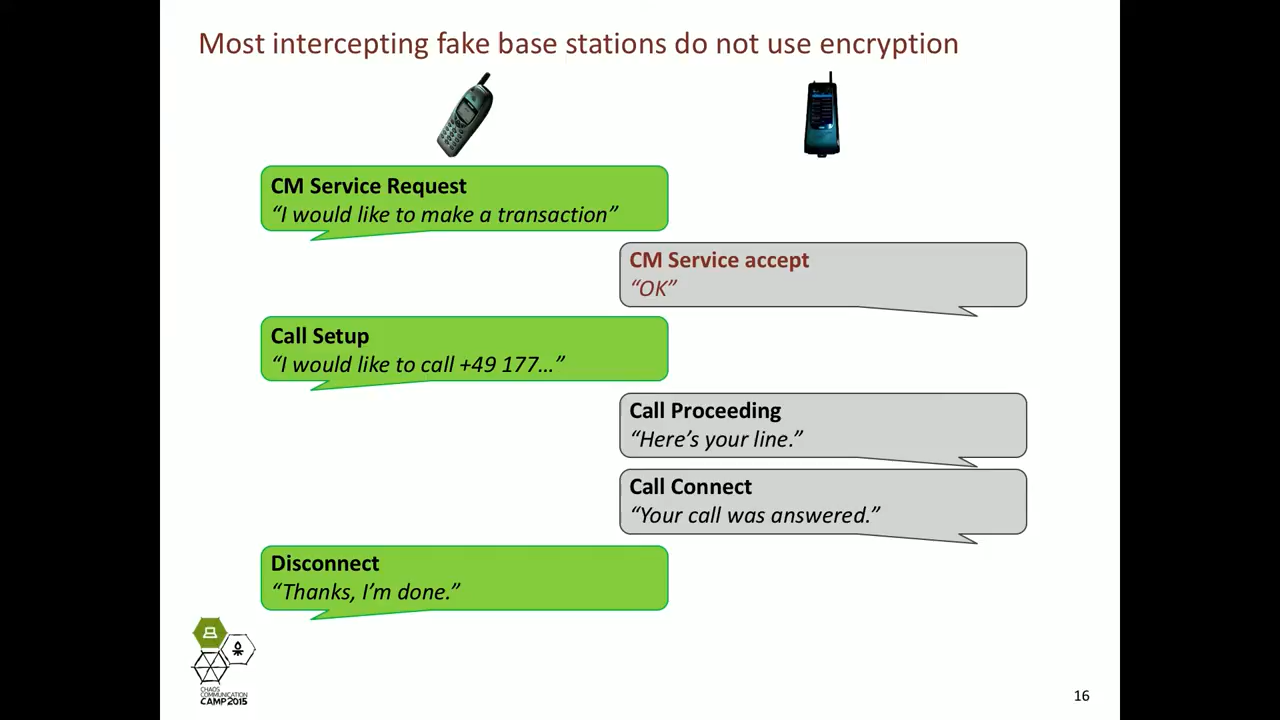 Most intercepting fake base stations do not use encryption
CM Service Request
“I would like to make a transaction”
CM Service accept
“OK”
Call Setup
“I would like to call +49 177…”
Call Proceeding
“Here’s your line.”
Call Connect
“Your call was answered.”
Disconnect
“Thanks, I’m done.”
CHAOS
COMMUNICATION
CAMP 2015
16